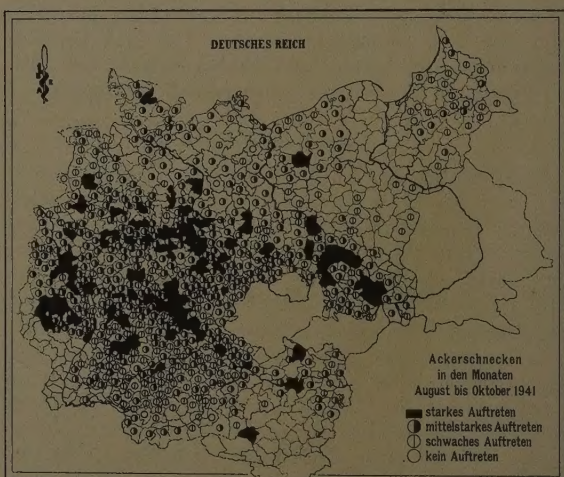 DEUTSCHES REICH
Ackerschnecken
in den Monaten
August bis Oktober 1941
starkes Auftreten
mittelstarkes Auftreten
schwaches Auftreten
kein Auftreten